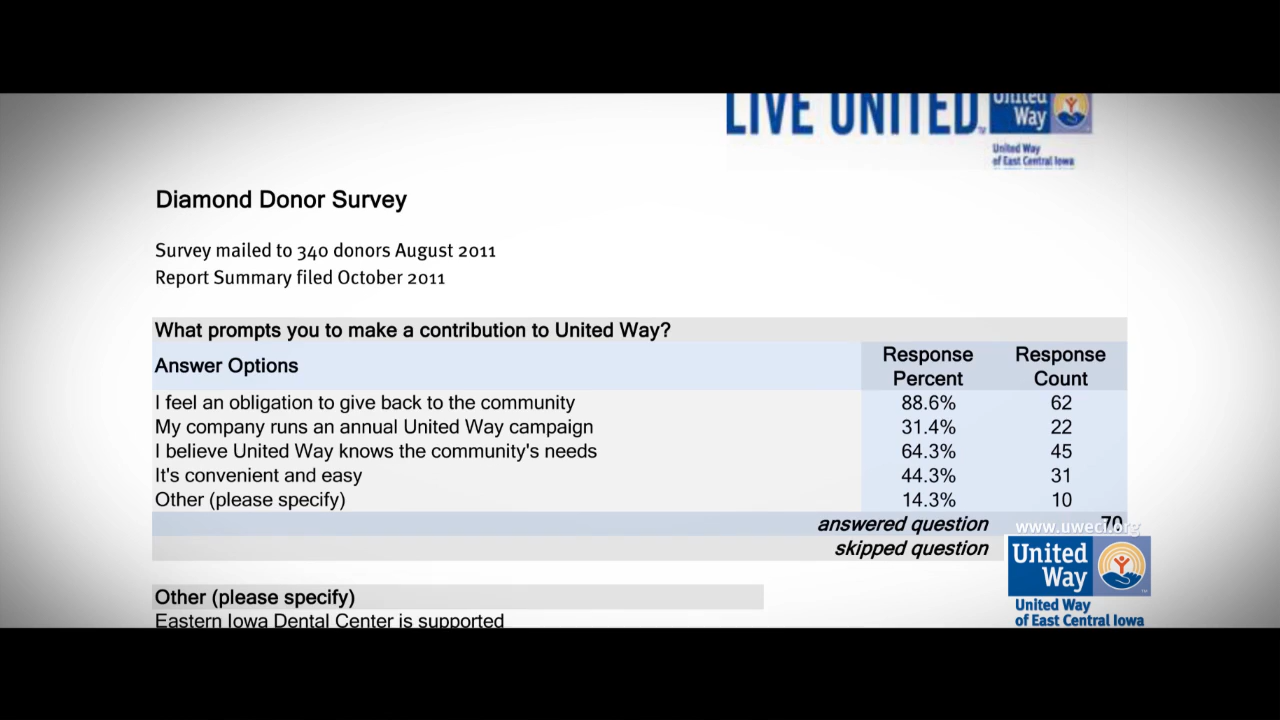 LIVE UNITED
United
Way
United Way
of East Central Iowa
Diamond Donor Survey
Survey mailed to 340 donors August 2011
Report Summary filed October 2011
What prompts you to make a contribution to United Way?
Answer Options Response Percent Response Count
I feel an obligation to give back to the community 88.6% 62
My company runs an annual United Way campaign 31.4% 22
I believe United Way knows the community's needs 64.3% 45
It's convenient and easy 44.3% 31
Other (please specify) 14.3% 10
answered question 70
skipped question
www.uweci.org
United
Way
United Way
of East Central Iowa
Other (please specify)
Eastern Iowa Dental Center is supported